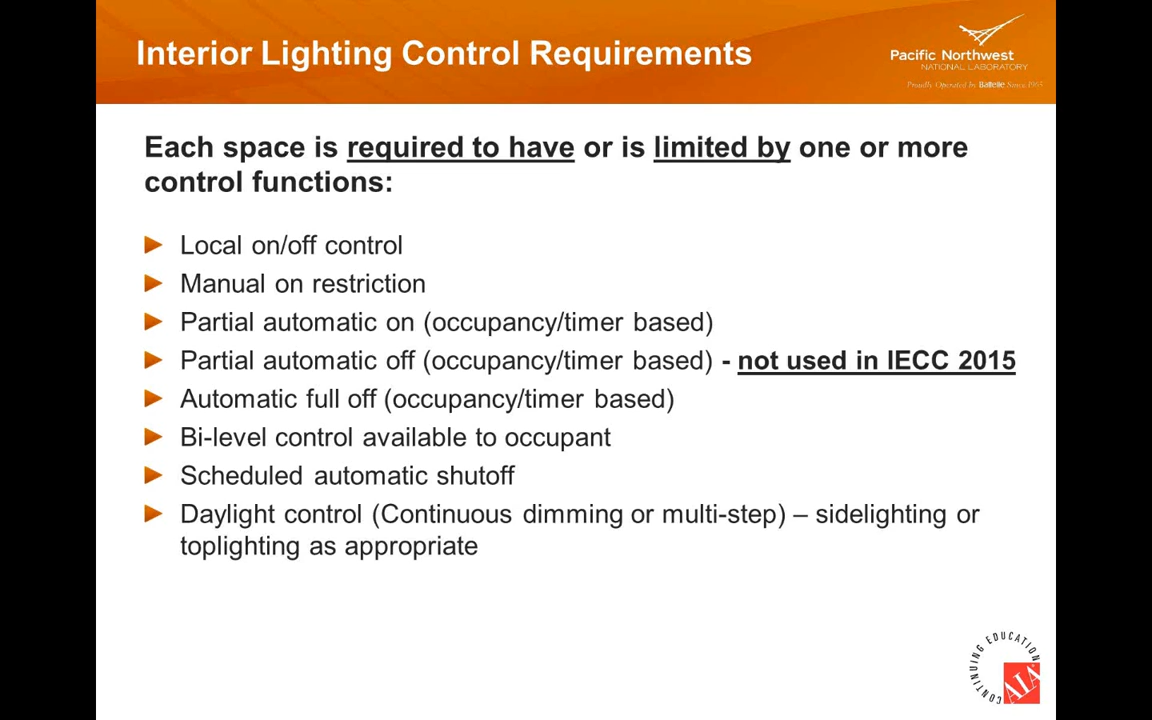 Interior Lighting Control Requirements
Pacific Northwest
NATIONAL LABORATORY
Proudly Operated by Battelle Since 1965
Each space is required to have or is limited by one or more
control functions:
Local on/off control
Manual on restriction
Partial automatic on (occupancy/timer based)
Partial automatic off (occupancy/timer based) - not used in IECC 2015
Automatic full off (occupancy/timer based)
Bi-level control available to occupant
Scheduled automatic shutoff
Daylight control (Continuous dimming or multi-step) – sidelighting or
toplighting as appropriate
CONTINUING EDUCATION
AIA